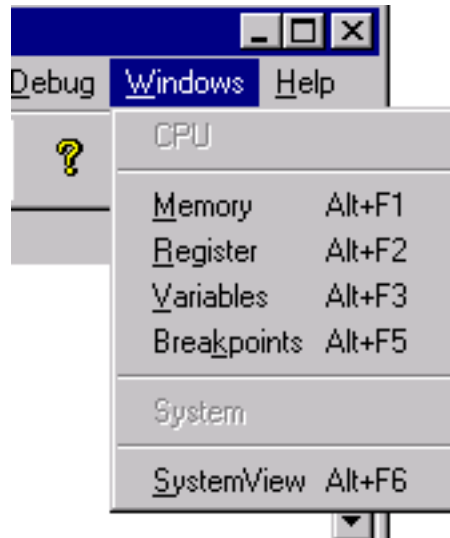 Debug Windows Help
CPU
Memory Alt+F1
Register Alt+F2
Variables Alt+F3
Breakpoints Alt+F5
System
SystemView Alt+F6